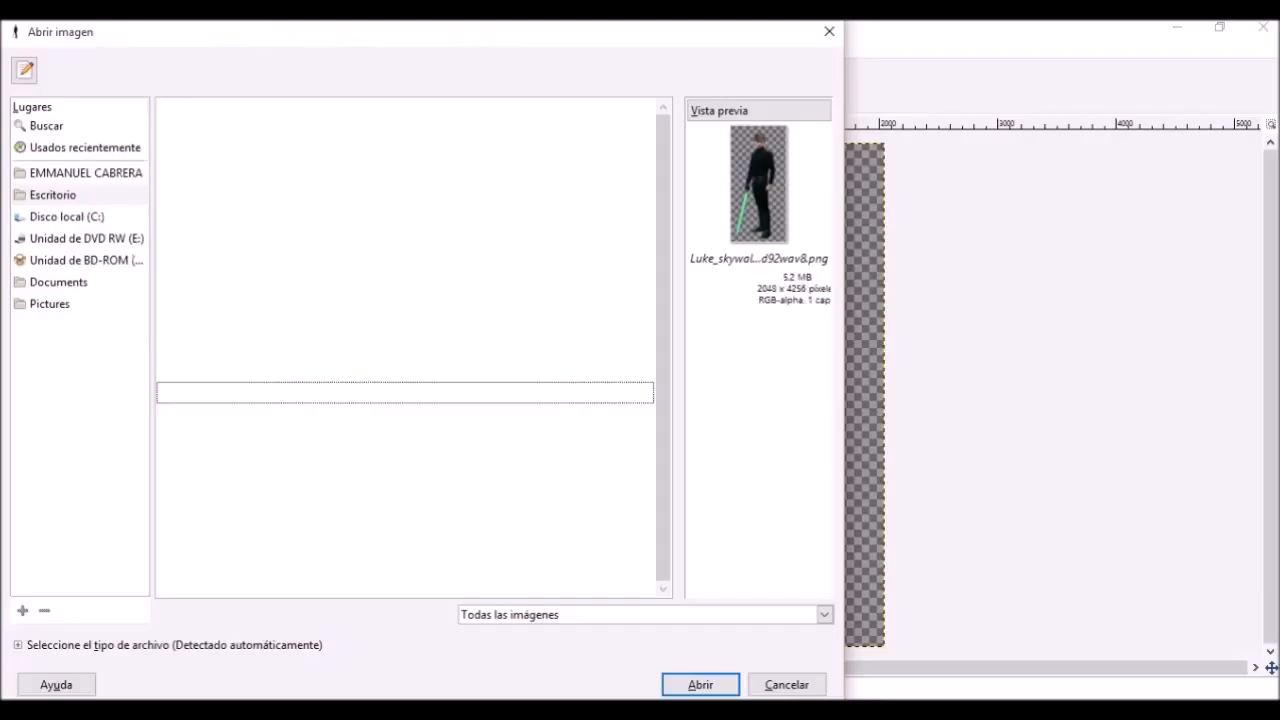 Abrir imagen
Lugares
Buscar
Usados recientemente
EMMANUEL CABRERA
Escritorio
Disco local (C:)
Unidad de DVD RW (E:)
Unidad de BD-ROM (...
Documents
Pictures
Vista previa
Luke_skywal...d92wav8.png
5.2 MB
2048 x 4256 píxele
RGB-alpha, 1 cap
2000
3000
4000
5000
Todas las imágenes
Seleccione el tipo de archivo (Detectado automáticamente)
Ayuda
Abrir
Cancelar